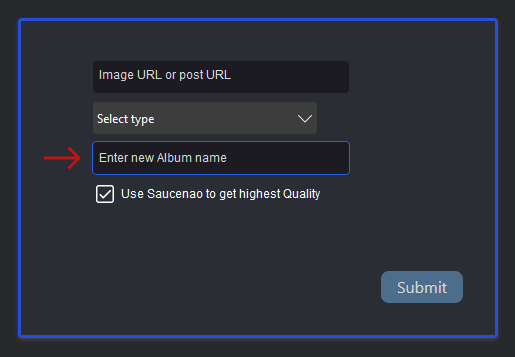 Image URL or post URL
Select type
Enter new Album name
Use Saucenao to get highest Quality
Submit